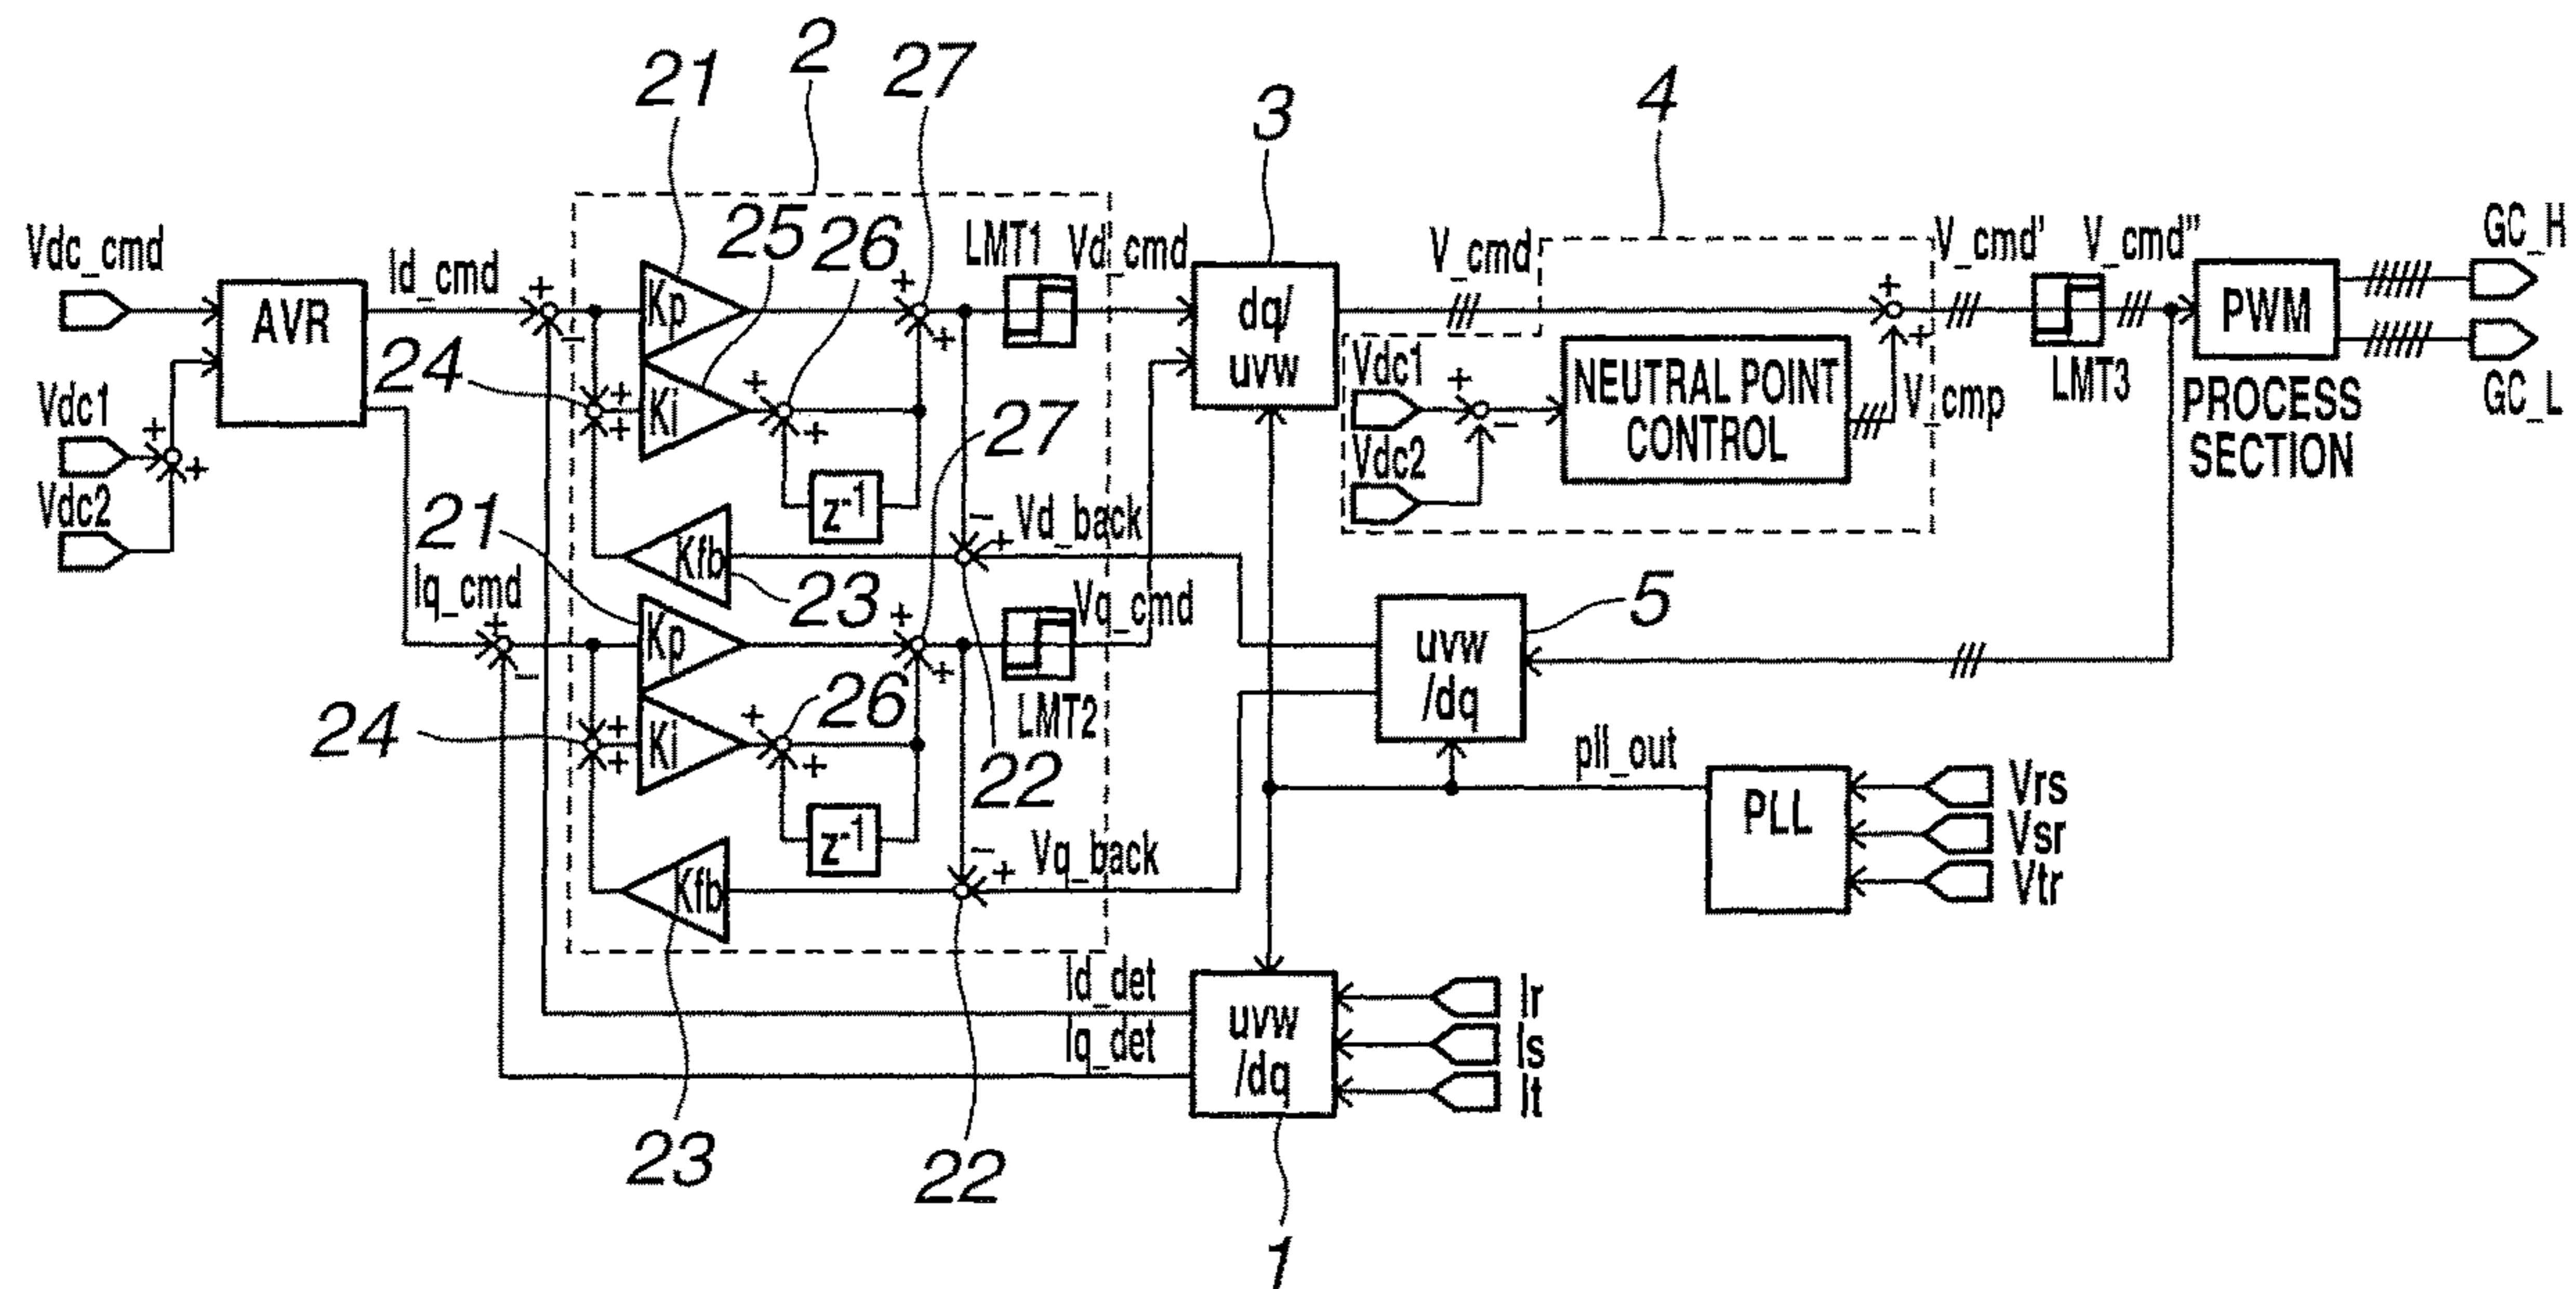 2
27
21
3
4
25
26
LMT1
Vd_cmd
V_cmd
V_cmd'
V_cmd"
GC_H
Vdc_cmd
Id_cmd
AVR
Kp
dq/
uvw
PWM
PROCESS
SECTION
LMT3
GC_L
24
Ki
Vdc1
Vdc2
NEUTRAL POINT
CONTROL
V_cmp
Vdc1
Vdc2
z-1
27
Vd_back
21
Kfb
23
Iq_cmd
Kp
Vq_cmd
5
uvw
/dq
26
LMT2
24
Ki
22
pll_out
PLL
Vrs
Vsr
Vtr
z-1
Vq_back
Kfb
Id_det
Iq_det
uvw
/dq
Ir
Is
It
23
22
1
+
+
+
+
−
+
+
+
+
+
+
−
+
+
−
+
+
+
−
+
+
+
+
+
+
−
+